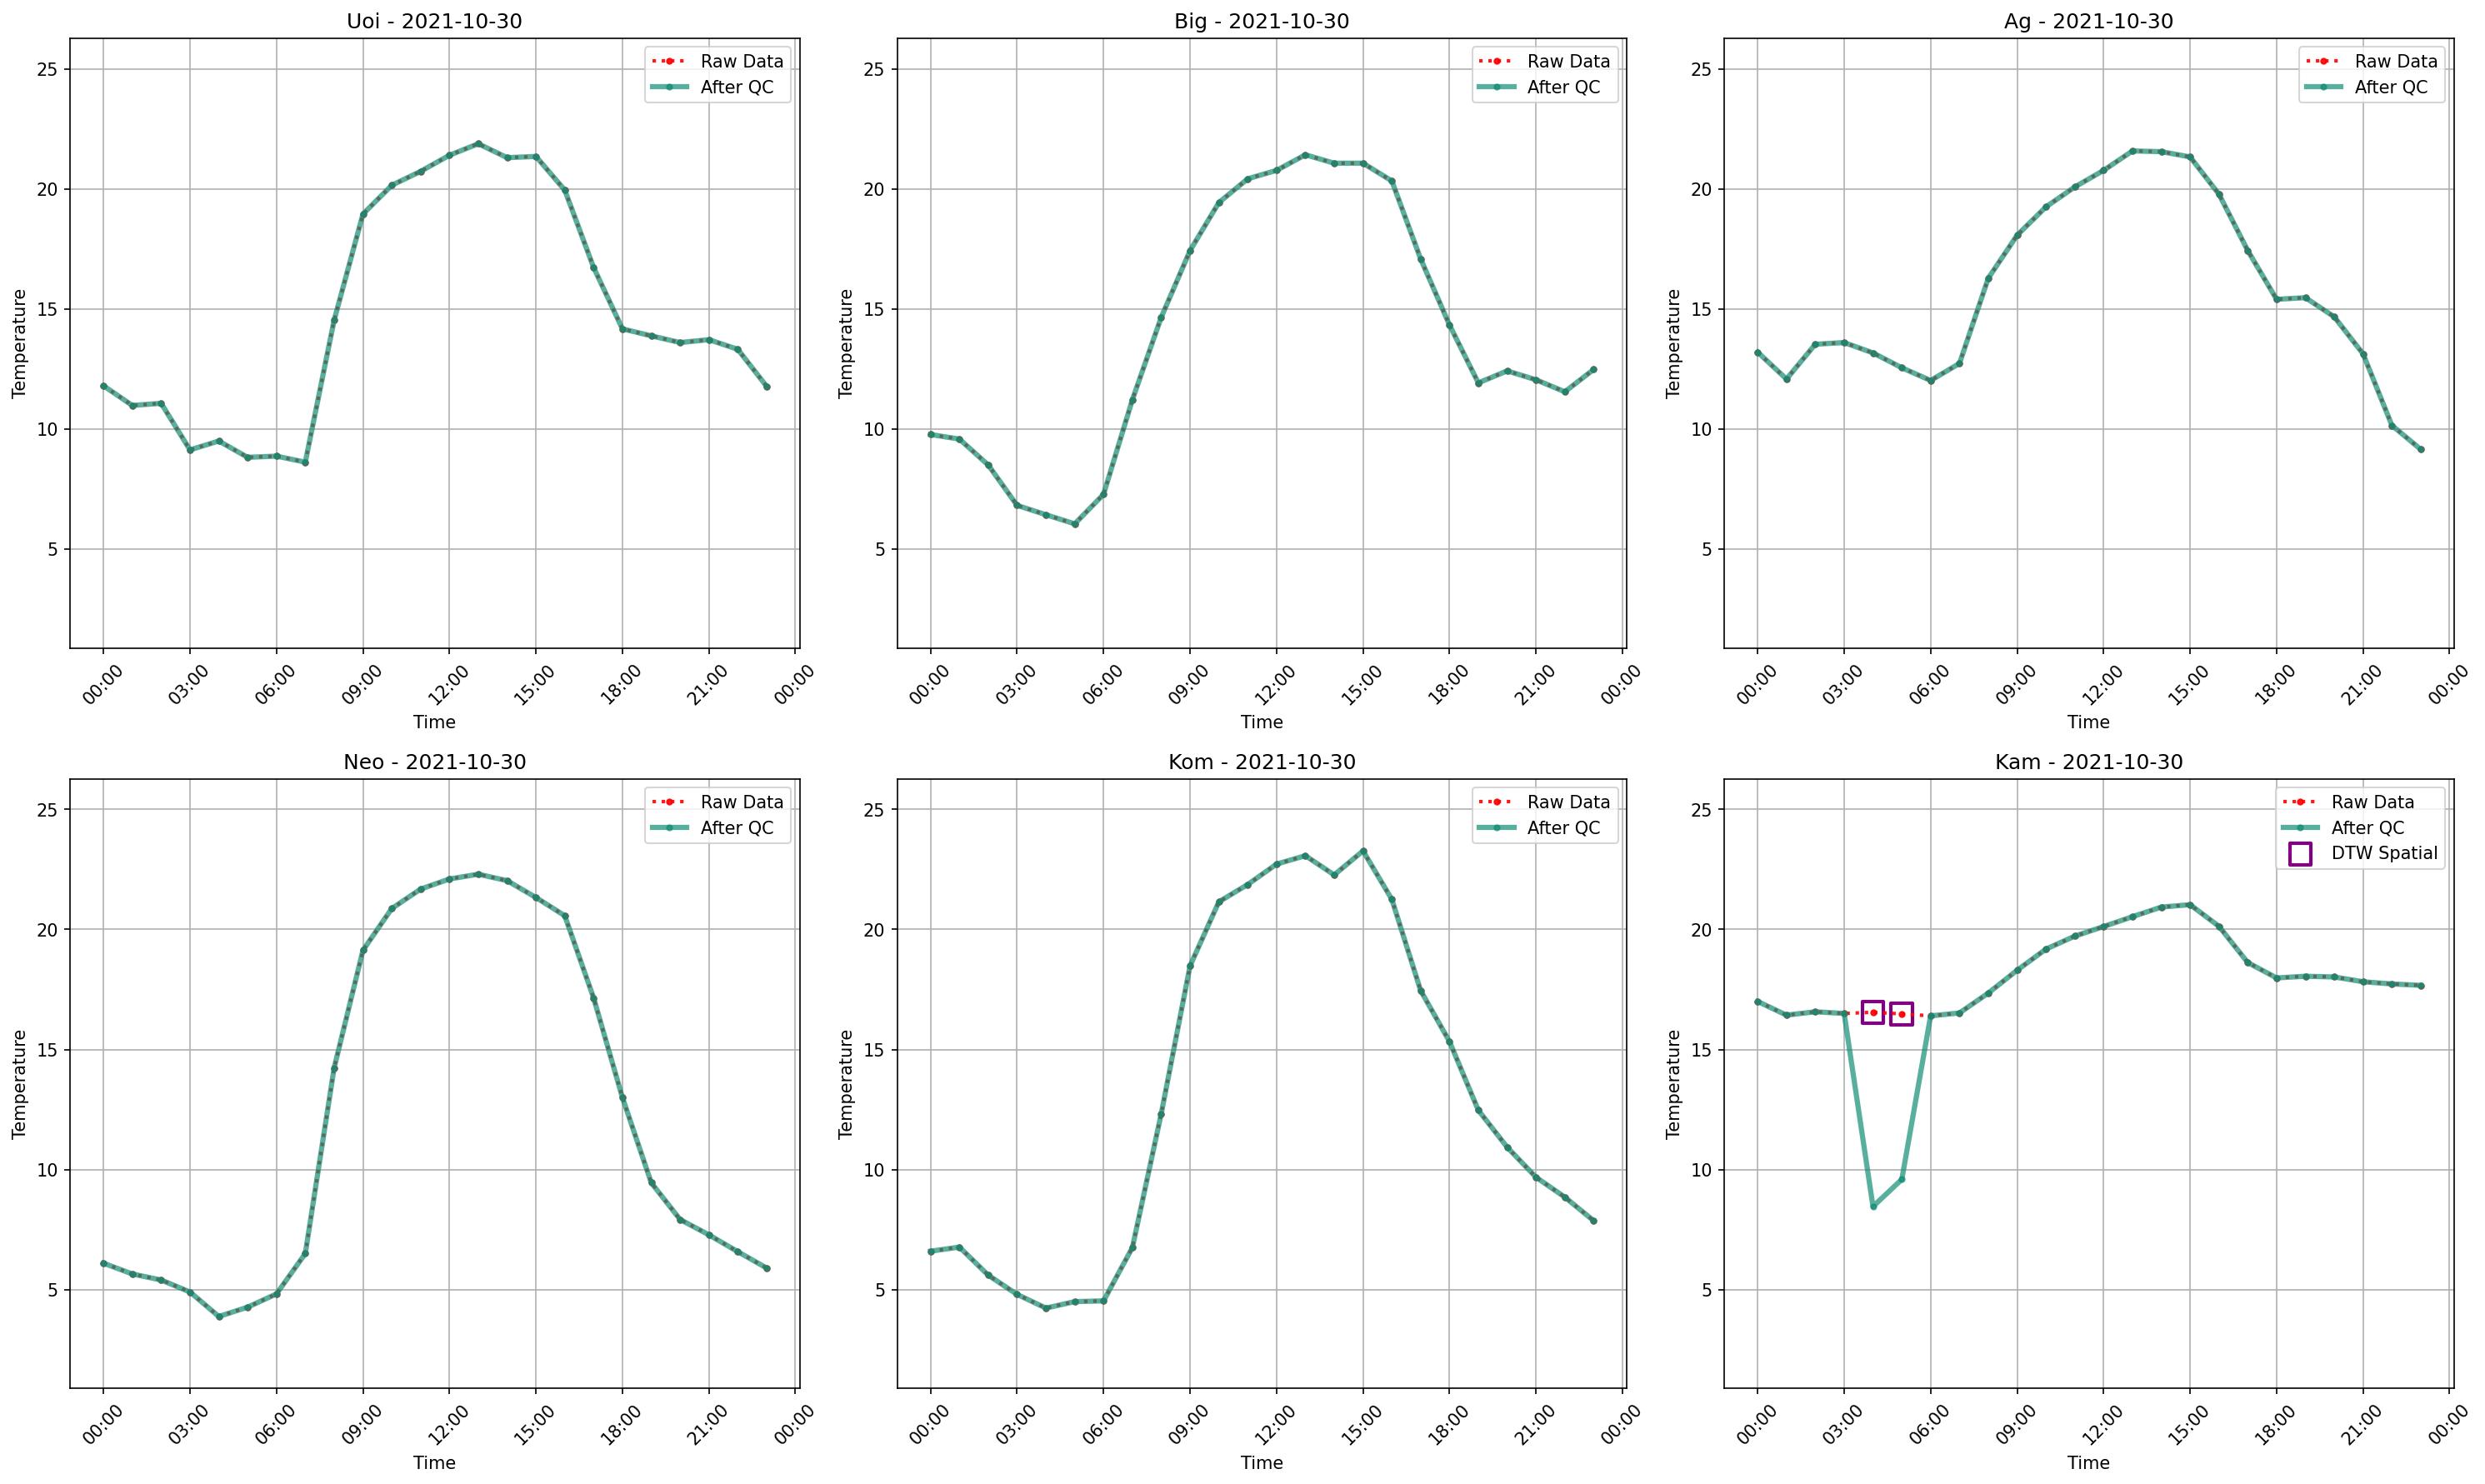 Uoi - 2021-10-30
Raw Data
After QC
25
20
15
10
5
Temperature
00:00
03:00
06:00
09:00
12:00
15:00
18:00
21:00
00:00
Time
Big - 2021-10-30
Raw Data
After QC
25
20
15
10
5
Temperature
00:00
03:00
06:00
09:00
12:00
15:00
18:00
21:00
00:00
Time
Ag - 2021-10-30
Raw Data
After QC
25
20
15
10
5
Temperature
00:00
03:00
06:00
09:00
12:00
15:00
18:00
21:00
00:00
Time
Neo - 2021-10-30
Raw Data
After QC
25
20
15
10
5
Temperature
00:00
03:00
06:00
09:00
12:00
15:00
18:00
21:00
00:00
Time
Kom - 2021-10-30
Raw Data
After QC
25
20
15
10
5
Temperature
00:00
03:00
06:00
09:00
12:00
15:00
18:00
21:00
00:00
Time
Kam - 2021-10-30
Raw Data
After QC
DTW Spatial
25
20
15
10
5
Temperature
00:00
03:00
06:00
09:00
12:00
15:00
18:00
21:00
00:00
Time